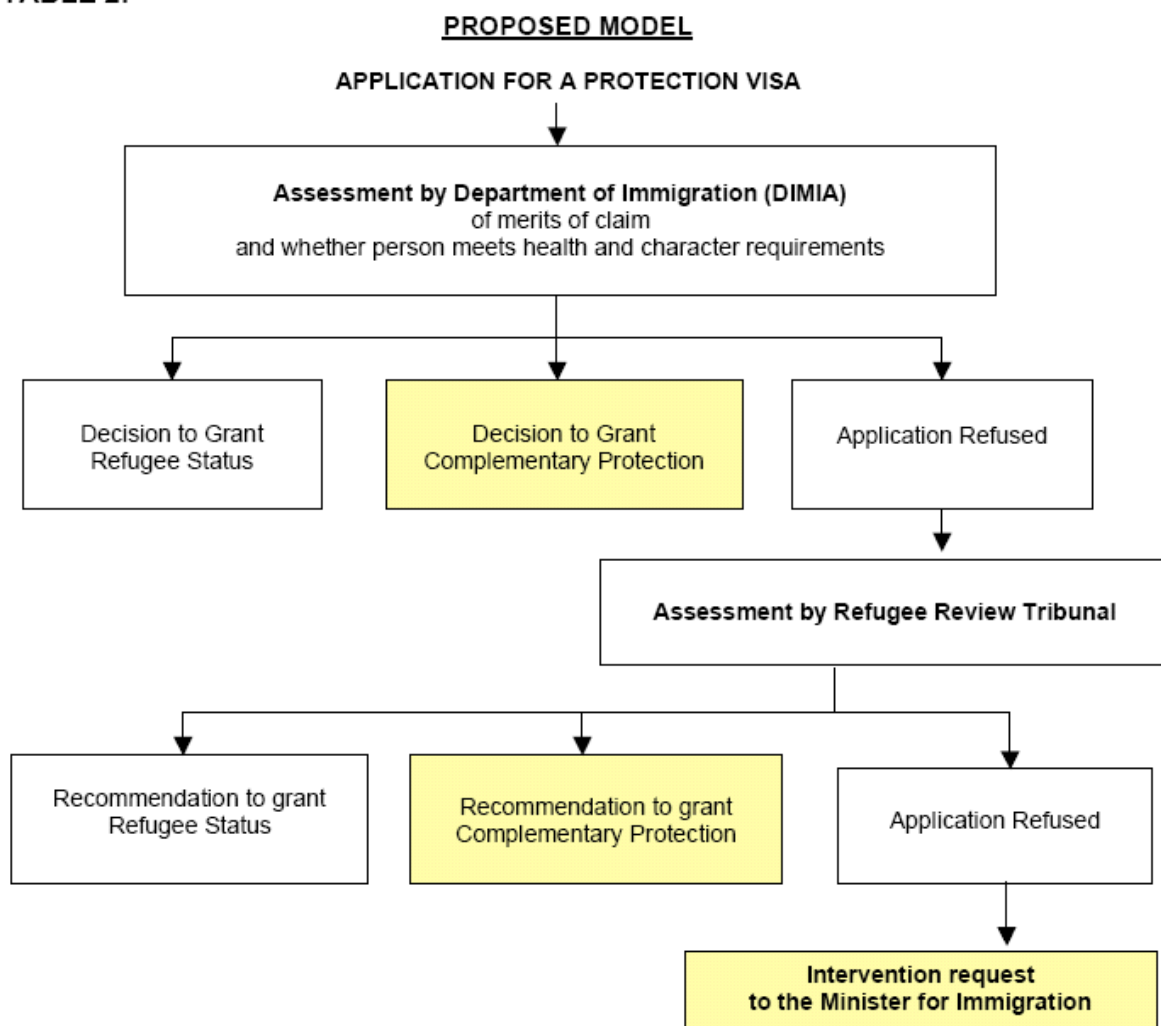 PROPOSED MODEL
APPLICATION FOR A PROTECTION VISA
Assessment by Department of Immigration (DIMIA)
of merits of claim
and whether person meets health and character requirements
Decision to Grant
Refugee Status
Decision to Grant
Complementary Protection
Application Refused
Assessment by Refugee Review Tribunal
Recommendation to grant
Refugee Status
Recommendation to grant
Complementary Protection
Application Refused
Intervention request
to the Minister for Immigration